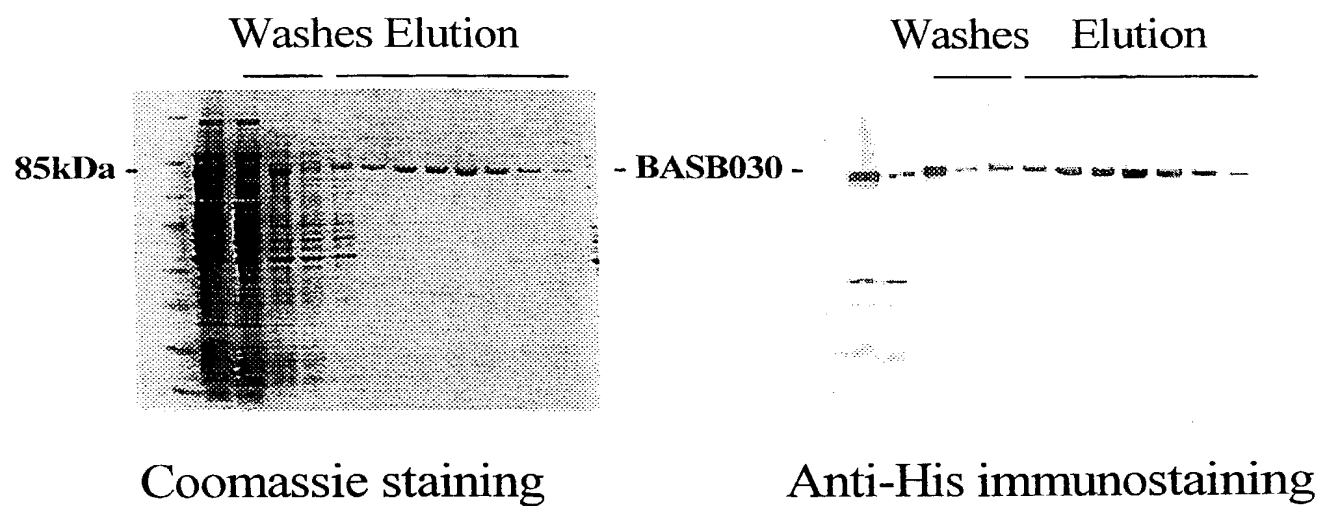 Washes Elution
Washes Elution
85kDa -
- BASB030 -
Coomassie staining
Anti-His immunostaining